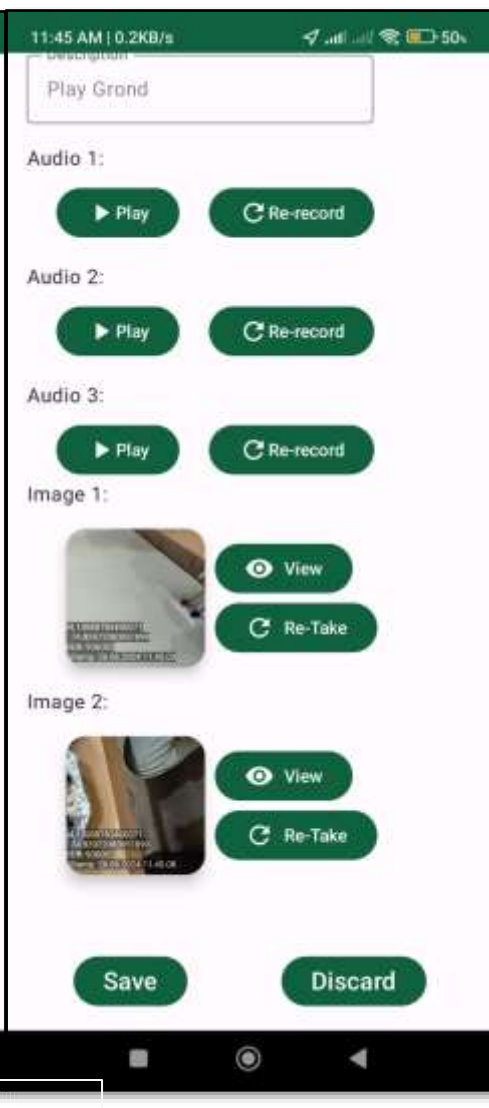 11:45 AM | 0.2KB/s 50%
Description
Play Grond
Audio 1:
Play Re-record
Audio 2:
Play Re-record
Audio 3:
Play Re-record
Image 1:
View
Re-Take
Image 2:
View
Re-Take
Save Discard